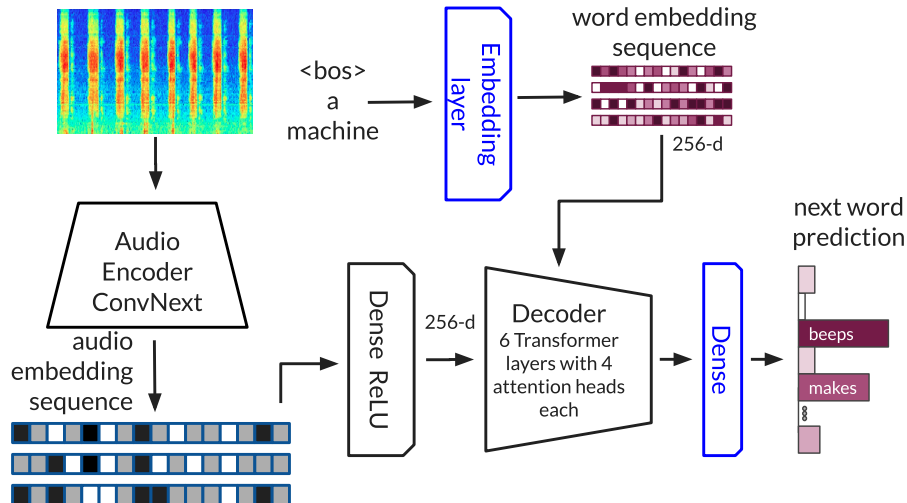 <bos>
a
machine
Embedding
layer
word embedding
sequence
256-d
Audio
Encoder
ConvNext
audio
embedding
sequence
Dense ReLU
256-d
Decoder
6 Transformer
layers with 4
attention heads
each
Dense
next word
prediction
beeps
makes